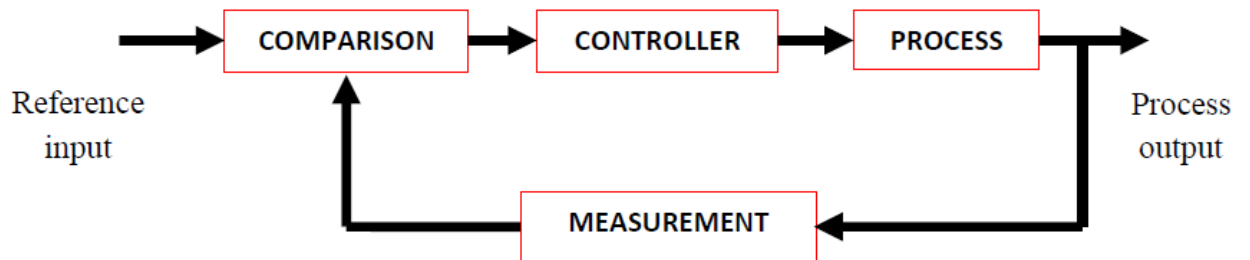 COMPARISON
CONTROLLER
PROCESS
Reference
input
Process
output
MEASUREMENT